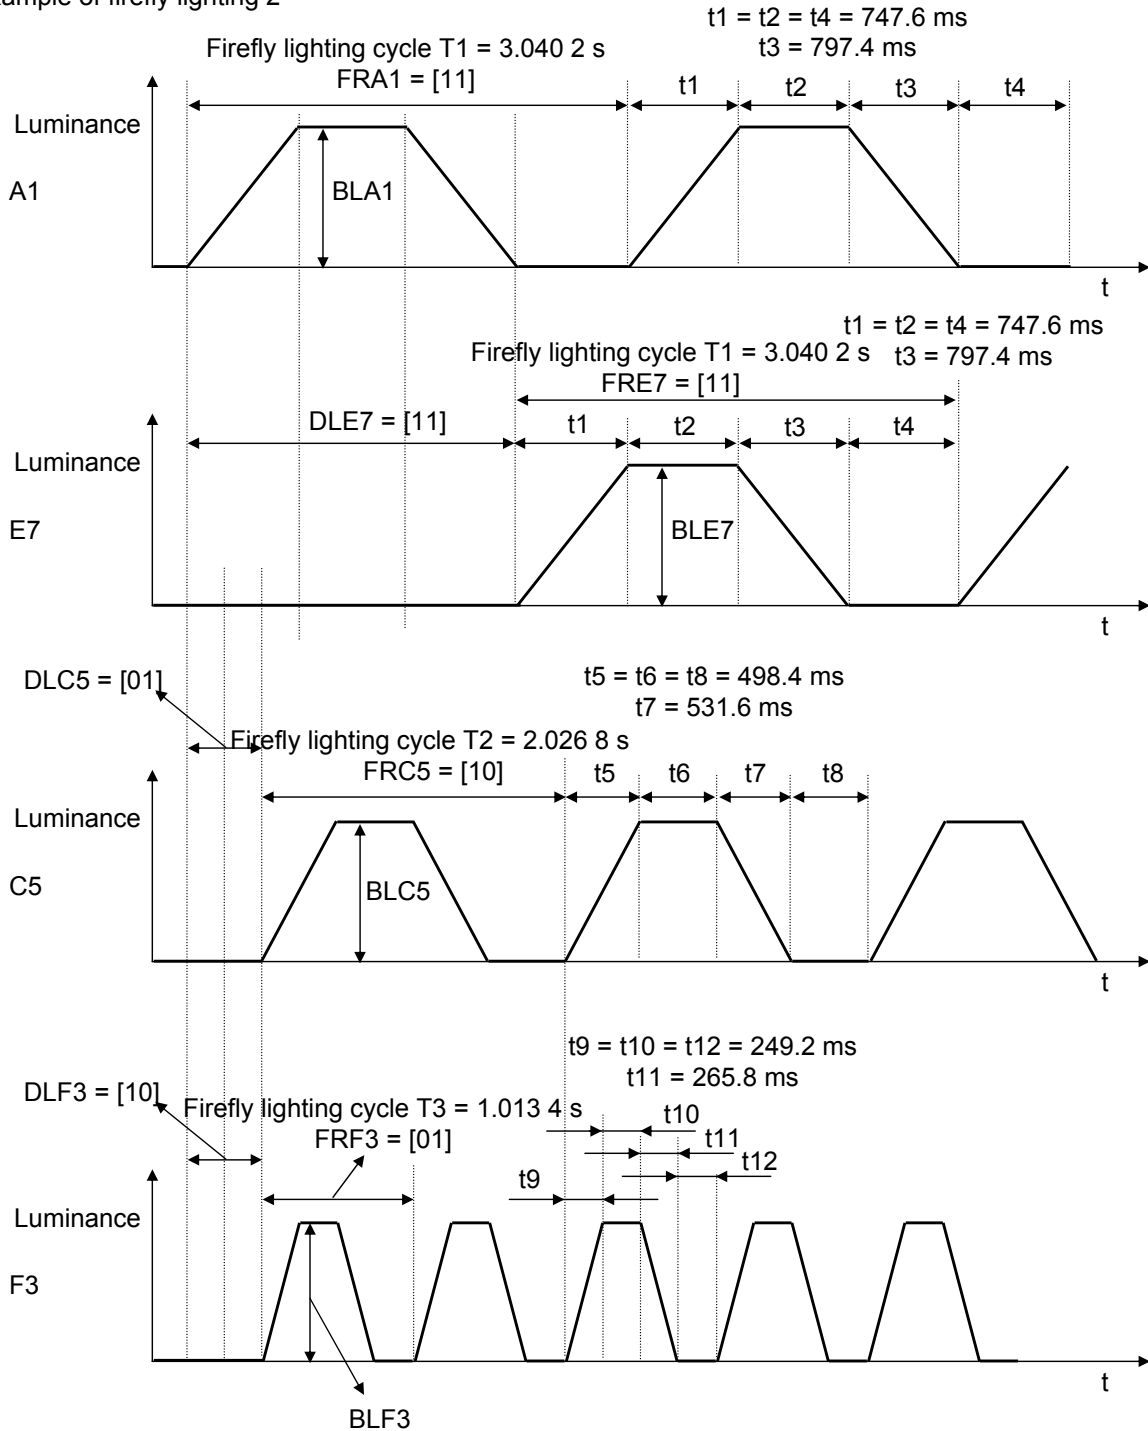 t1 = t2 = t4 = 747.6 ms
t3 = 797.4 ms
Firefly lighting cycle T1 = 3.040 2 s
FRA1 = [11]
t1
t2
t3
t4
Luminance
A1
BLA1
t
t1 = t2 = t4 = 747.6 ms
t3 = 797.4 ms
Firefly lighting cycle T1 = 3.040 2 s
FRE7 = [11]
DLE7 = [11]
t1
t2
t3
t4
Luminance
E7
BLE7
t
DLC5 = [01]
t5 = t6 = t8 = 498.4 ms
t7 = 531.6 ms
Firefly lighting cycle T2 = 2.026 8 s
FRC5 = [10]
t5
t6
t7
t8
Luminance
C5
BLC5
t
t9 = t10 = t12 = 249.2 ms
t11 = 265.8 ms
DLF3 = [10]
Firefly lighting cycle T3 = 1.013 4 s
FRF3 = [01]
t10
t11
t12
t9
Luminance
F3
t
BLF3